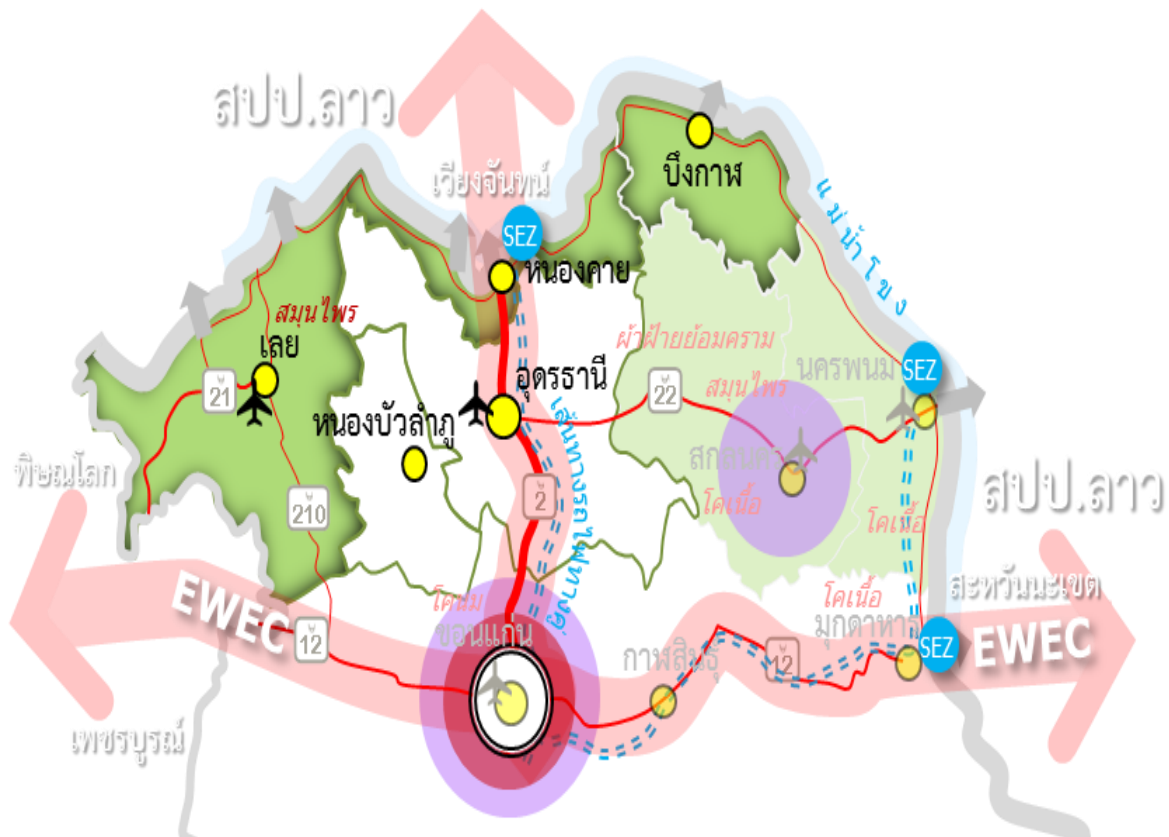 สปป.ลาว
เวียงจันทน์
บึงกาฬ
SEZ
หนองคาย
แม่น้ำโขง
สมุนไพร
เลย
21
ผ้าฝ้ายย้อมคราม
นครพนม
SEZ
อุดรธานี
22
สมุนไพร
หนองบัวลำภู
เส้นทางรถไฟทางคู่
พิษณุโลก
2
โคเนื้อ
โคเนื้อ
สปป.ลาว
210
EWEC
12
โคนม
ขอนแก่น
โคเนื้อ
สะหวันนะเขต
มุกดาหาร
SEZ
EWEC
กาฬสินธุ์
12
เพชรบูรณ์